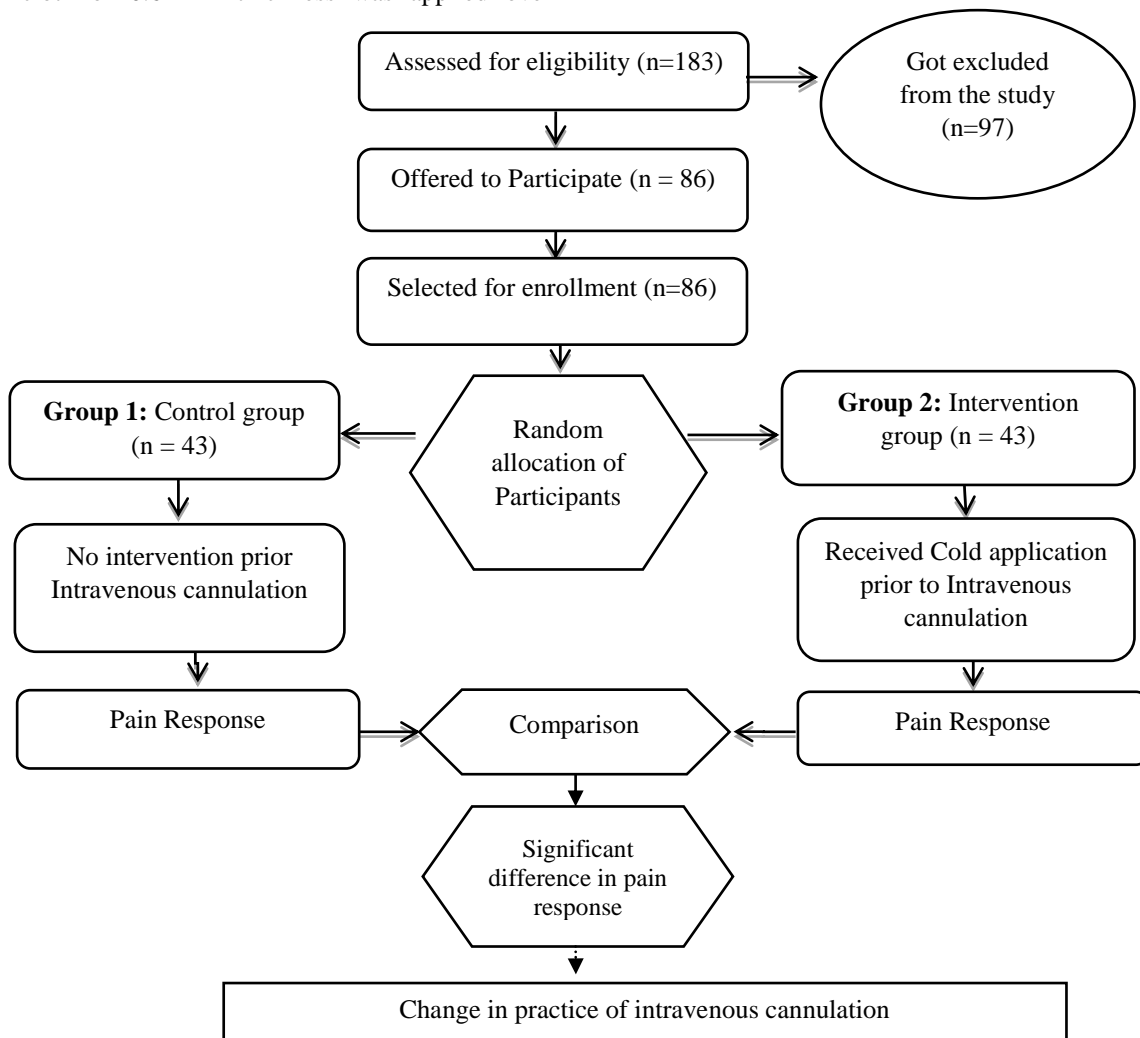 Assessed for eligibility (n=183)
Got excluded
from the study
(n=97)
Offered to Participate (n = 86)
Selected for enrollment (n=86)
Group 1: Control group
(n = 43)
Random
allocation of
Participants
Group 2: Intervention
group (n = 43)
No intervention prior
Intravenous cannulation
Received Cold application
prior to Intravenous
cannulation
Pain Response
Comparison
Pain Response
Significant
difference in pain
response
Change in practice of intravenous cannulation